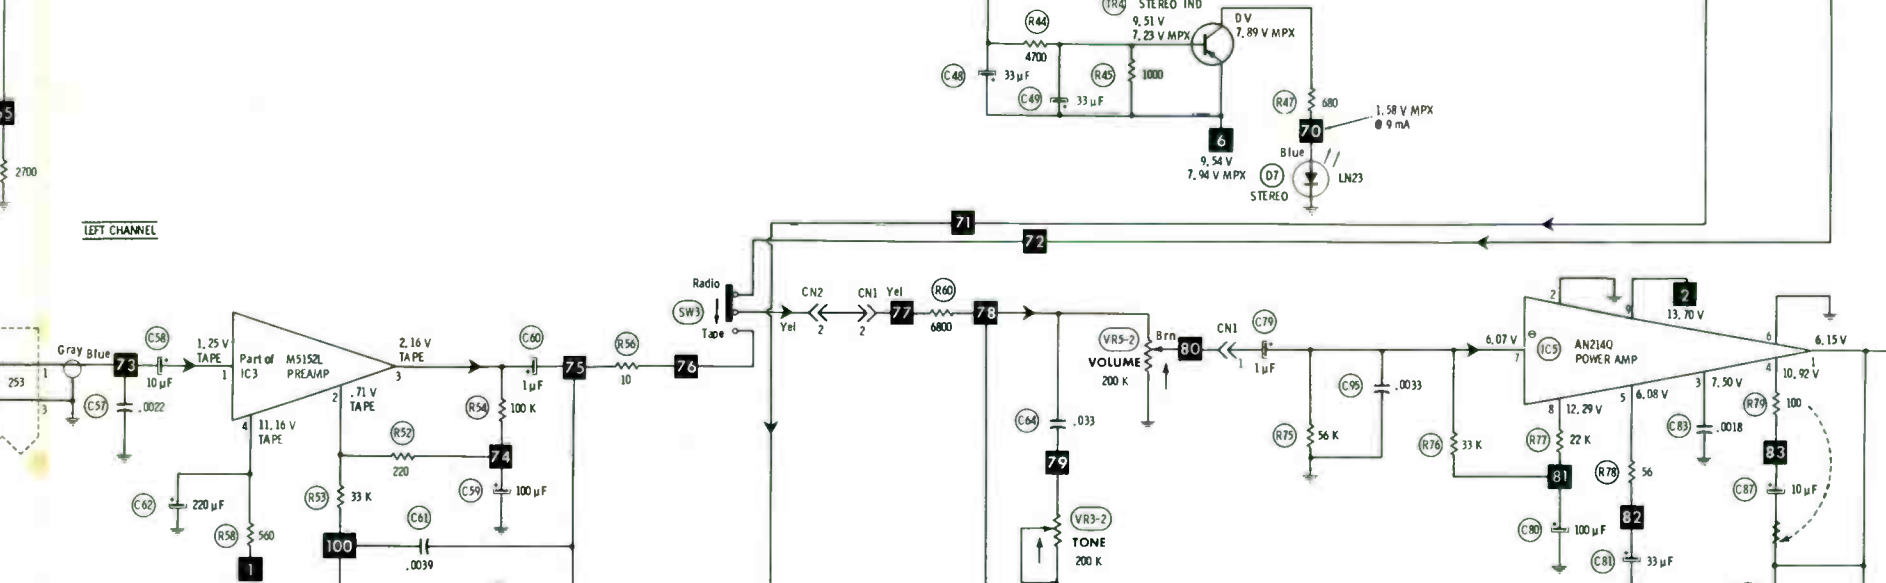 TR4 STEREO IND
9.51 V
7.23 V MPX
0 V
7.89 V MPX
R44
4700
C48
33 µF
C49
33 µF
R45
1000
6
9.54 V
7.94 V MPX
R47
680
70
1.58 V MPX
@ 9 mA
Blue
D7
LN23
STEREO
2700
LEFT CHANNEL
71
72
253
1
3
Gray
Blue
73
C57
.0022
C58
10 µF
1.25 V
TAPE
1
Part of
IC3
M5152L
PREAMP
2.16 V
TAPE
3
2
.71 V
TAPE
4
11.16 V
TAPE
C62
220 µF
R58
560
1
R52
220
R53
33 K
100
C61
.0039
R54
100 K
74
C59
100 µF
C60
1 µF
75
R56
10
76
Radio
SW3
Tape
Yel
CN2
2
CN1
2
Yel
77
R60
6800
78
C64
.033
79
VR3-2
TONE
200 K
VR5-2
VOLUME
200 K
Brn
80
CN1
1
C79
1 µF
R75
56 K
C95
.0033
R76
33 K
6.07 V
7
IC5
AN214Q
POWER AMP
2
9
2
13.70 V
6
6.15 V
1
4
10.92 V
3
7.50 V
5
6.08 V
8
12.29 V
R77
22 K
81
C80
100 µF
R78
56
82
C81
33 µF
C83
.0018
R79
100
83
C87
10 µF